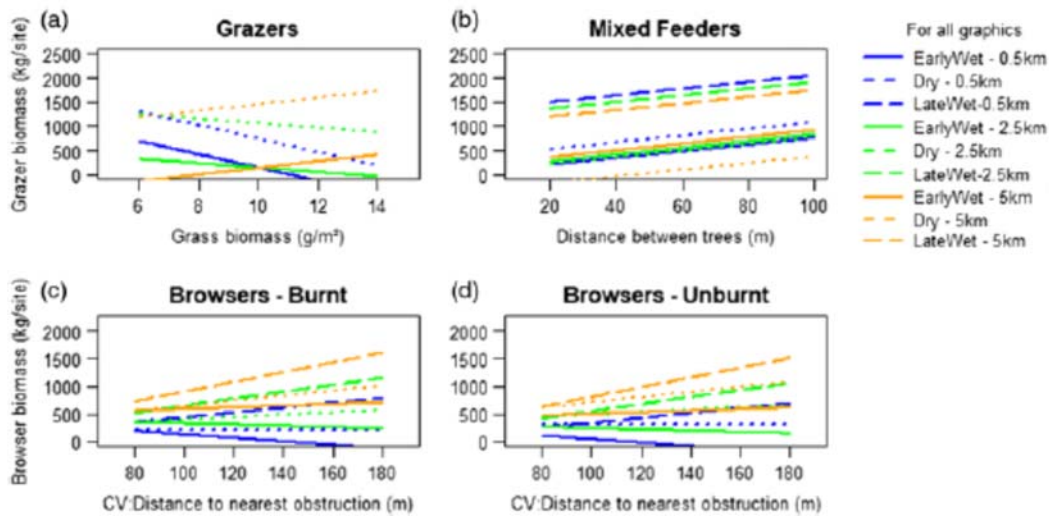 (a) Grazers
Grazer biomass (kg/site)
2500
2000
1500
1000
500
0
6 8 10 12 14
Grass biomass (g/m²)
(b) Mixed Feeders
2500
2000
1500
1000
500
0
20 40 60 80 100
Distance between trees (m)
For all graphics
EarlyWet - 0.5km
Dry - 0.5km
LateWet-0.5km
EarlyWet - 2.5km
Dry - 2.5km
LateWet-2.5km
EarlyWet - 5km
Dry - 5km
LateWet - 5km
(c) Browsers - Burnt
Browser biomass (kg/site)
2000
1500
1000
500
0
80 100 120 140 160 180
CV:Distance to nearest obstruction (m)
(d) Browsers - Unburnt
2000
1500
1000
500
0
80 100 120 140 160 180
CV:Distance to nearest obstruction (m)